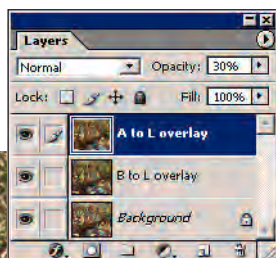 Layers
Normal Opacity: 30%
Lock: Fill: 100%
A to L overlay
B to L overlay
Background